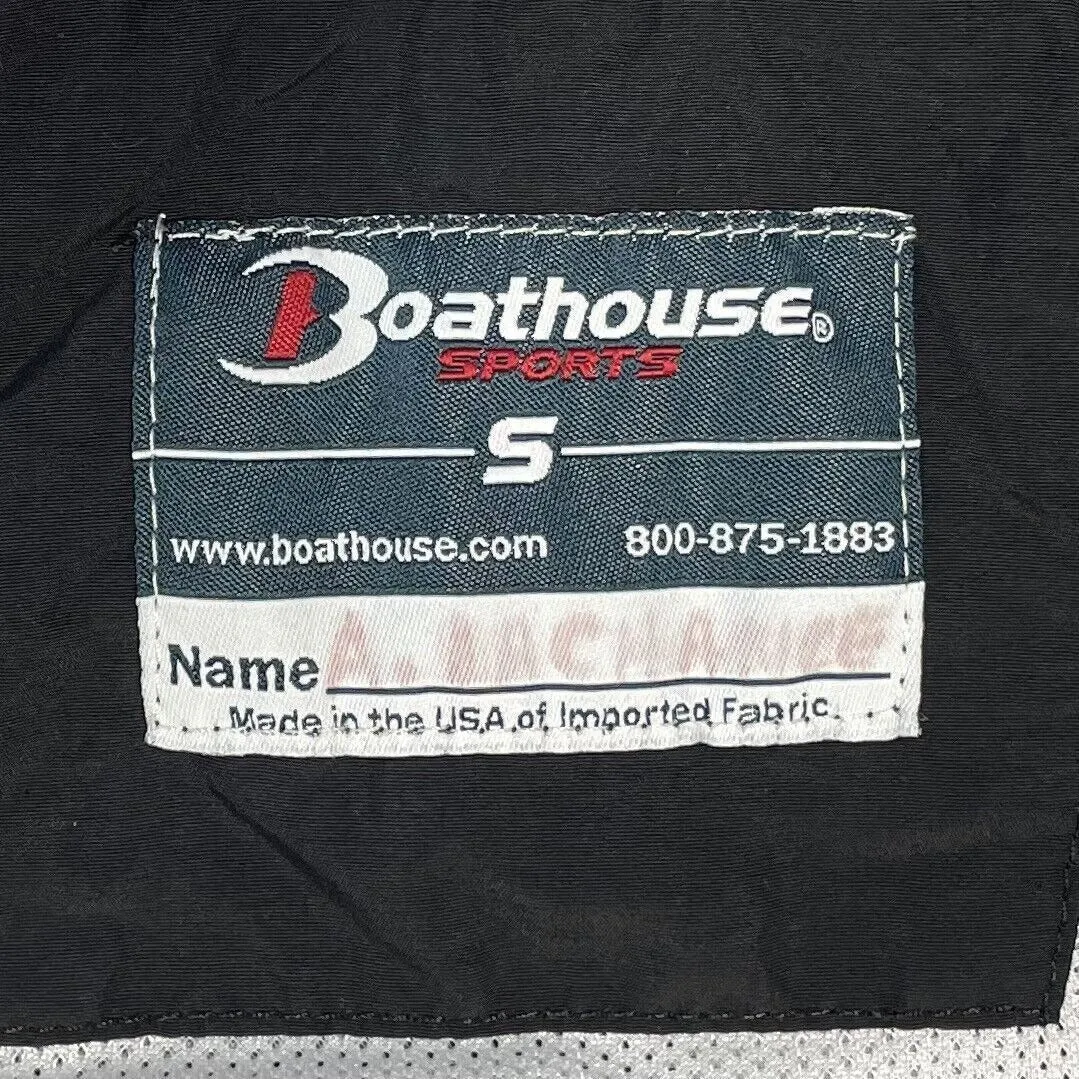 Boathouse®
SPORTS
S
www.boathouse.com 800-875-1883
Name A.
Made in the USA of Imported Fabric.